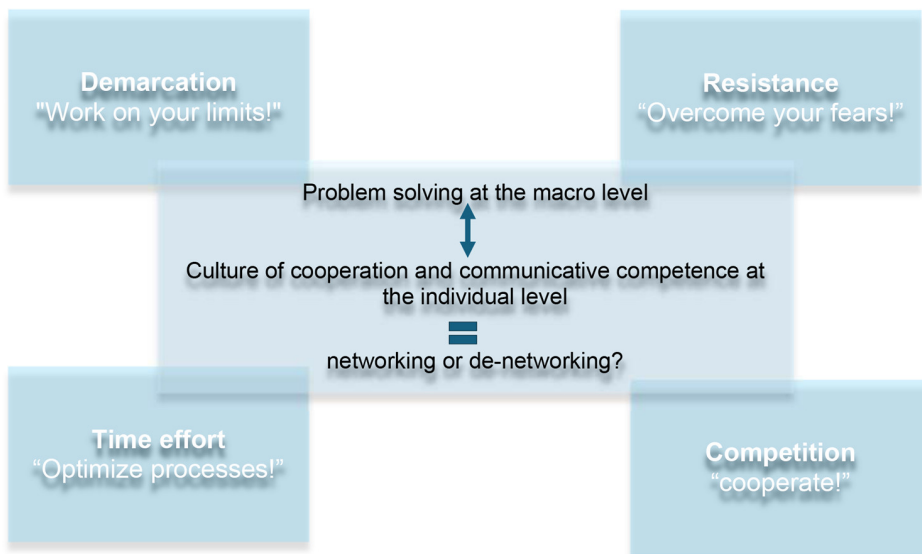 Demarcation
"Work on your limits!"
Resistance
“Overcome your fears!”
Problem solving at the macro level
Culture of cooperation and communicative competence at
the individual level
networking or de-networking?
Time effort
“Optimize processes!”
Competition
“cooperate!”